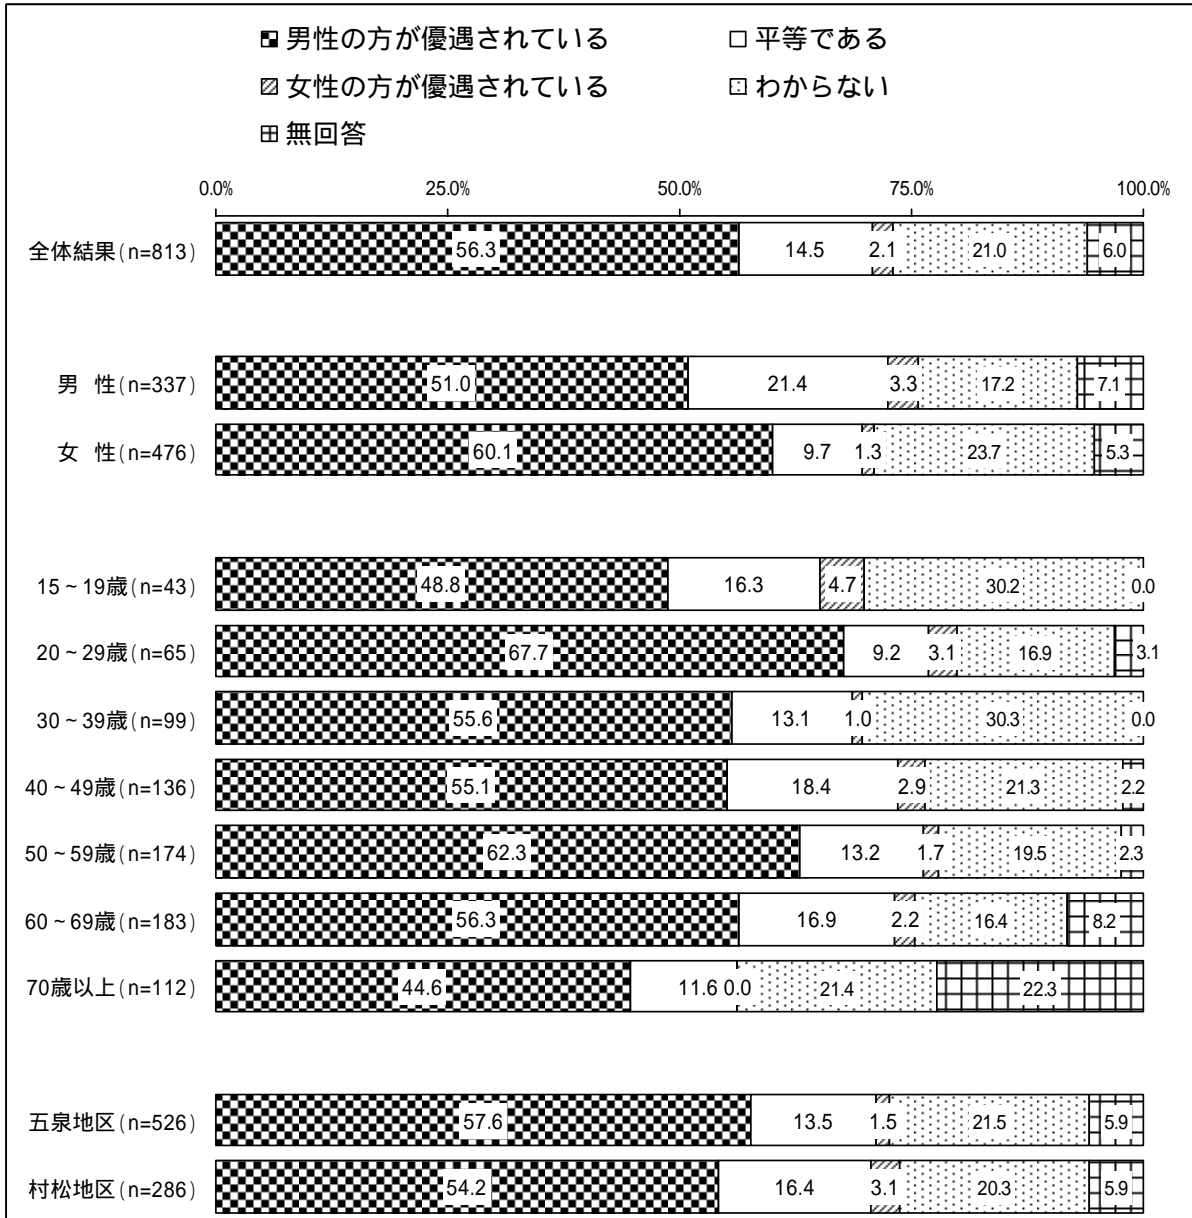 男性の方が優遇されている 平等である
女性の方が優遇されている わからない
無回答
0.0% 25.0% 50.0% 75.0% 100.0%
全体結果(n=813) 56.3 14.5 2.1 21.0 6.0
男 性(n=337) 51.0 21.4 3.3 17.2 7.1
女 性(n=476) 60.1 9.7 1.3 23.7 5.3
15~19歳(n=43) 48.8 16.3 4.7 30.2 0.0
20~29歳(n=65) 67.7 9.2 3.1 16.9 3.1
30~39歳(n=99) 55.6 13.1 1.0 30.3 0.0
40~49歳(n=136) 55.1 18.4 2.9 21.3 2.2
50~59歳(n=174) 62.3 13.2 1.7 19.5 2.3
60~69歳(n=183) 56.3 16.9 2.2 16.4 8.2
70歳以上(n=112) 44.6 11.6 0.0 21.4 22.3
五泉地区(n=526) 57.6 13.5 1.5 21.5 5.9
村松地区(n=286) 54.2 16.4 3.1 20.3 5.9